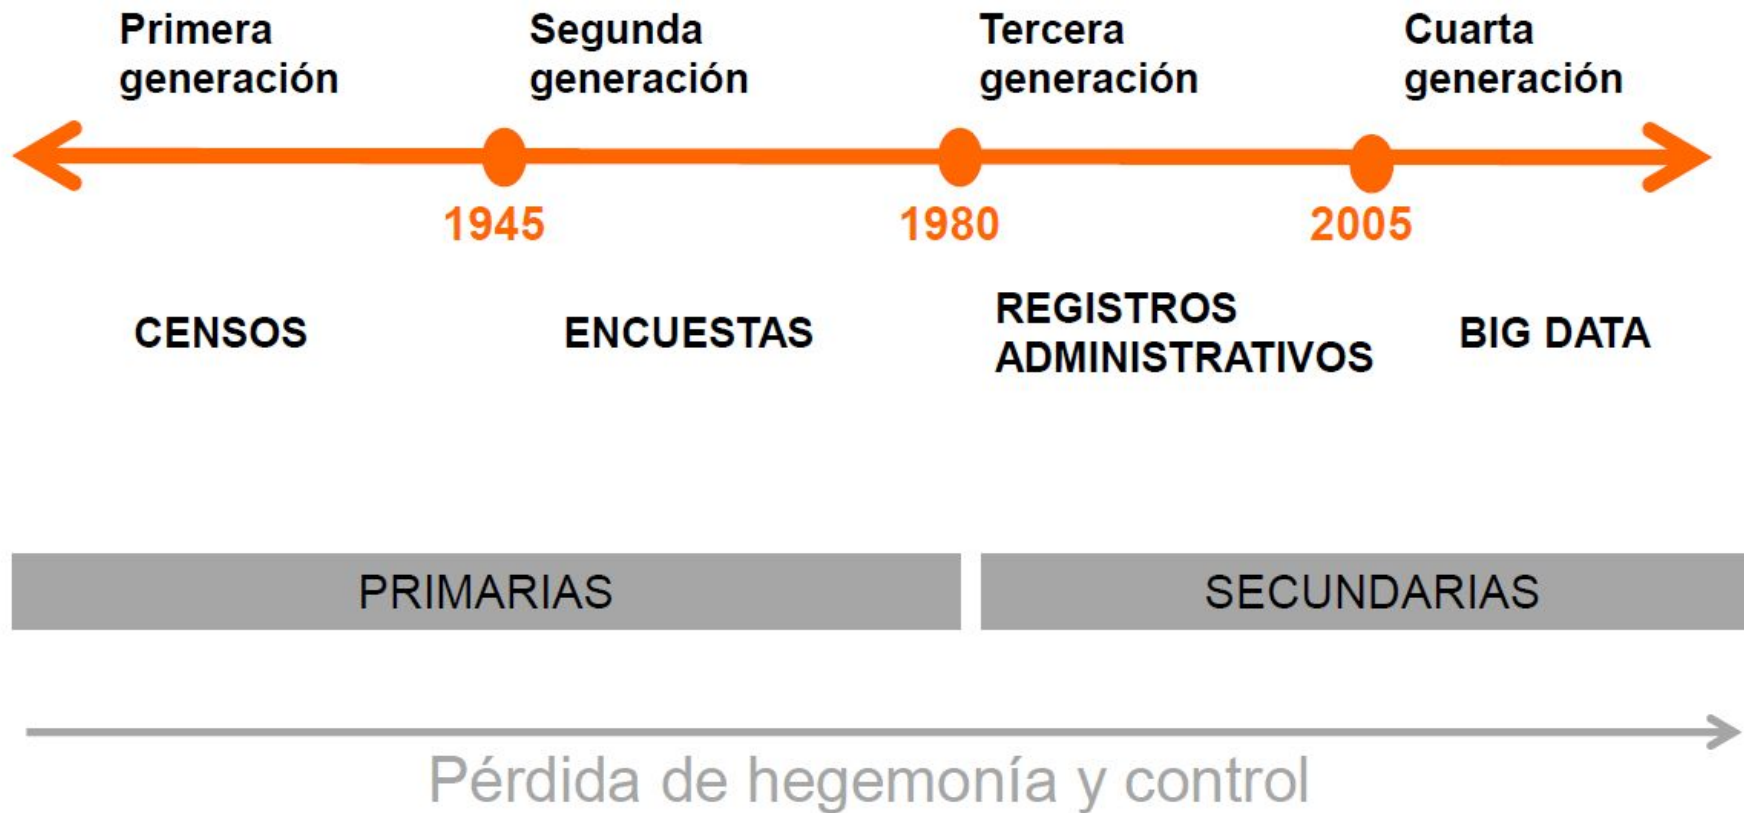 Primera
generación
Segunda
generación
Tercera
generación
Cuarta
generación
1945
1980
2005
CENSOS
ENCUESTAS
REGISTROS
ADMINISTRATIVOS
BIG DATA
PRIMARIAS
SECUNDARIAS
Pérdida de hegemonía y control